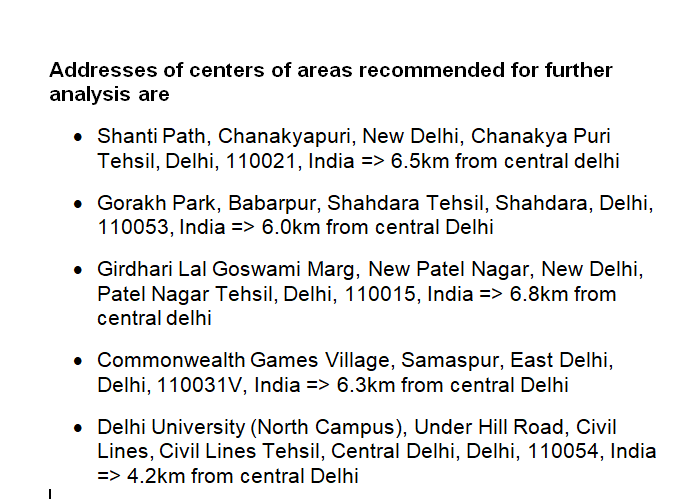 Addresses of centers of areas recommended for further
analysis are
• Shanti Path, Chanakyapuri, New Delhi, Chanakya Puri
Tehsil, Delhi, 110021, India => 6.5km from central delhi
• Gorakh Park, Babarpur, Shahdara Tehsil, Shahdara, Delhi,
110053, India => 6.0km from central Delhi
• Girdhari Lal Goswami Marg, New Patel Nagar, New Delhi,
Patel Nagar Tehsil, Delhi, 110015, India => 6.8km from
central delhi
• Commonwealth Games Village, Samaspur, East Delhi,
Delhi, 110031V, India => 6.3km from central Delhi
• Delhi University (North Campus), Under Hill Road, Civil
Lines, Civil Lines Tehsil, Central Delhi, Delhi, 110054, India
=> 4.2km from central Delhi